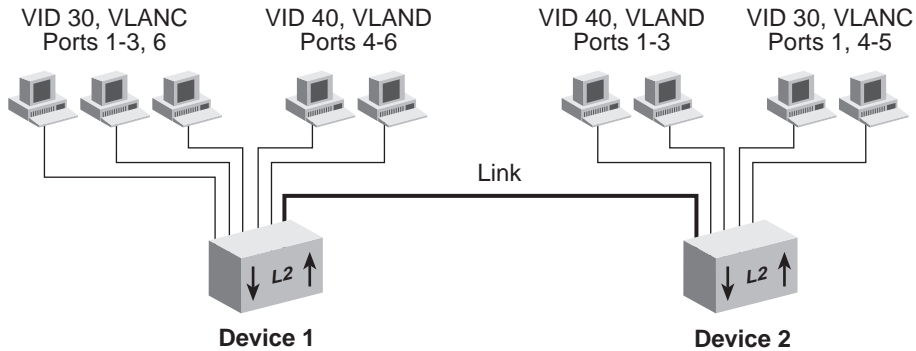 VID 30, VLANC
Ports 1-3, 6
VID 40, VLAND
Ports 4-6
VID 40, VLAND
Ports 1-3
VID 30, VLANC
Ports 1, 4-5
Link
L2
L2
Device 1
Device 2